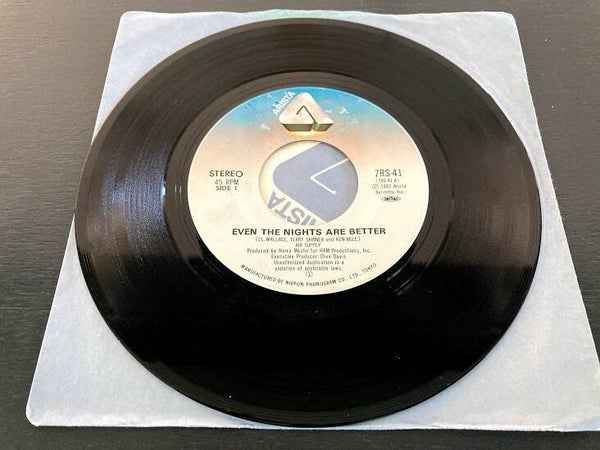 ARISTA
STEREO
45 RPM
SIDE 1
7RS-41
(7RS-41 A)
Ⓟ 1982 Arista
Records, Inc.
ARISTA
EVEN THE NIGHTS ARE BETTER
(J.L. WALLACE, TERRY SKINNER and KEN BELL)
AIR SUPPLY
Produced by Harry Maslin for HRM Productions, Inc.
Executive Producer: Clive Davis
Unauthorized duplication is a
violation of applicable laws.
MANUFACTURED BY NIPPON PHONOGRAM CO., LTD., TOKYO